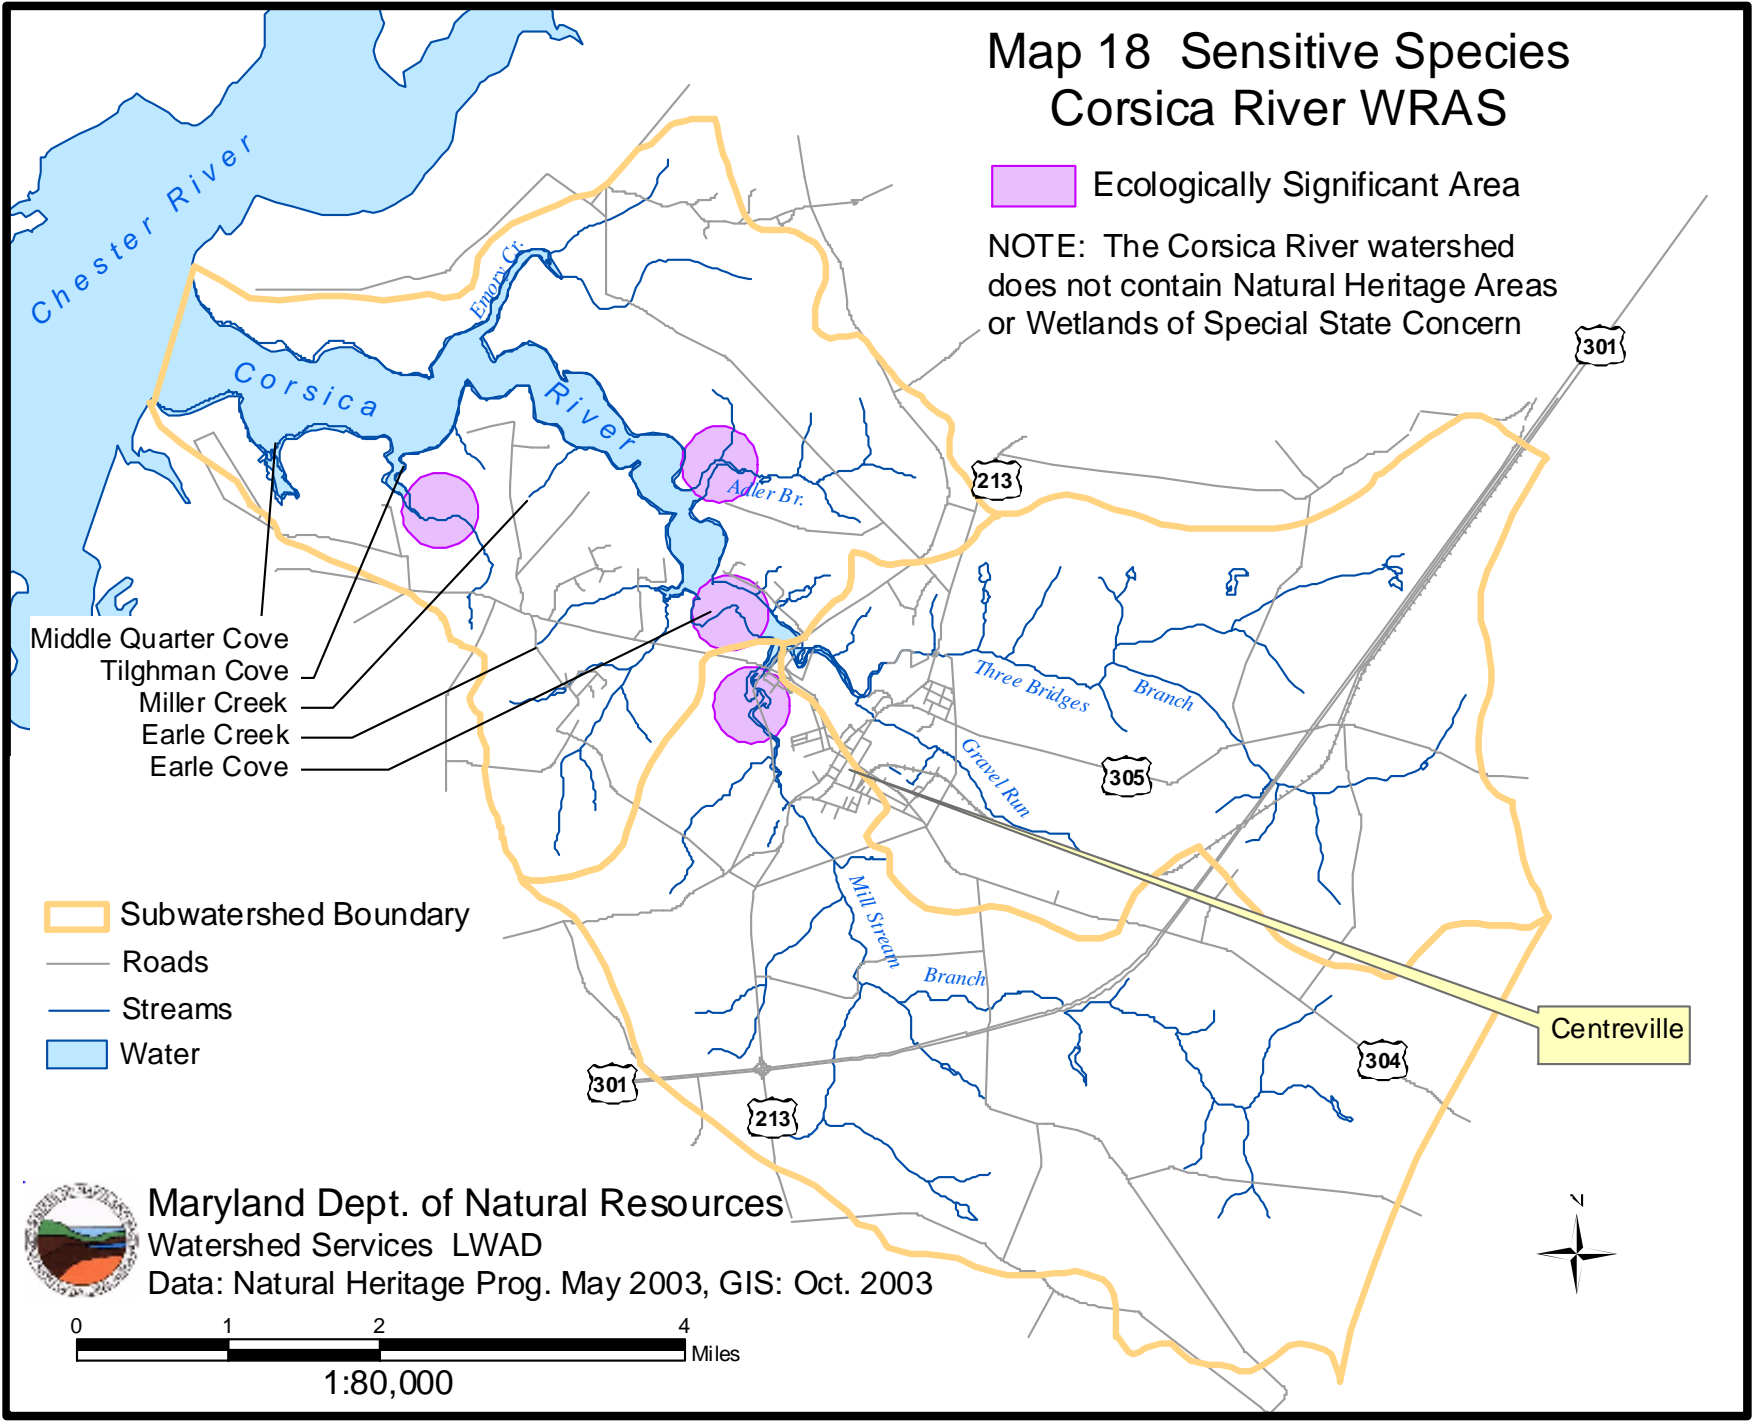 Map 18 Sensitive Species
Corsica River WRAS
Ecologically Significant Area
NOTE: The Corsica River watershed
does not contain Natural Heritage Areas
or Wetlands of Special State Concern
Chester River
Emory Cr.
Corsica
River
301
213
Adler Br.
Middle Quarter Cove
Tilghman Cove
Miller Creek
Earle Creek
Earle Cove
Three Bridges
Branch
305
Gravel Run
Mill Stream
Branch
Subwatershed Boundary
Roads
Streams
Water
Centreville
304
301
213
Maryland Dept. of Natural Resources
Watershed Services LWAD
Data: Natural Heritage Prog. May 2003, GIS: Oct. 2003
0 1 2 4
Miles
1:80,000
N